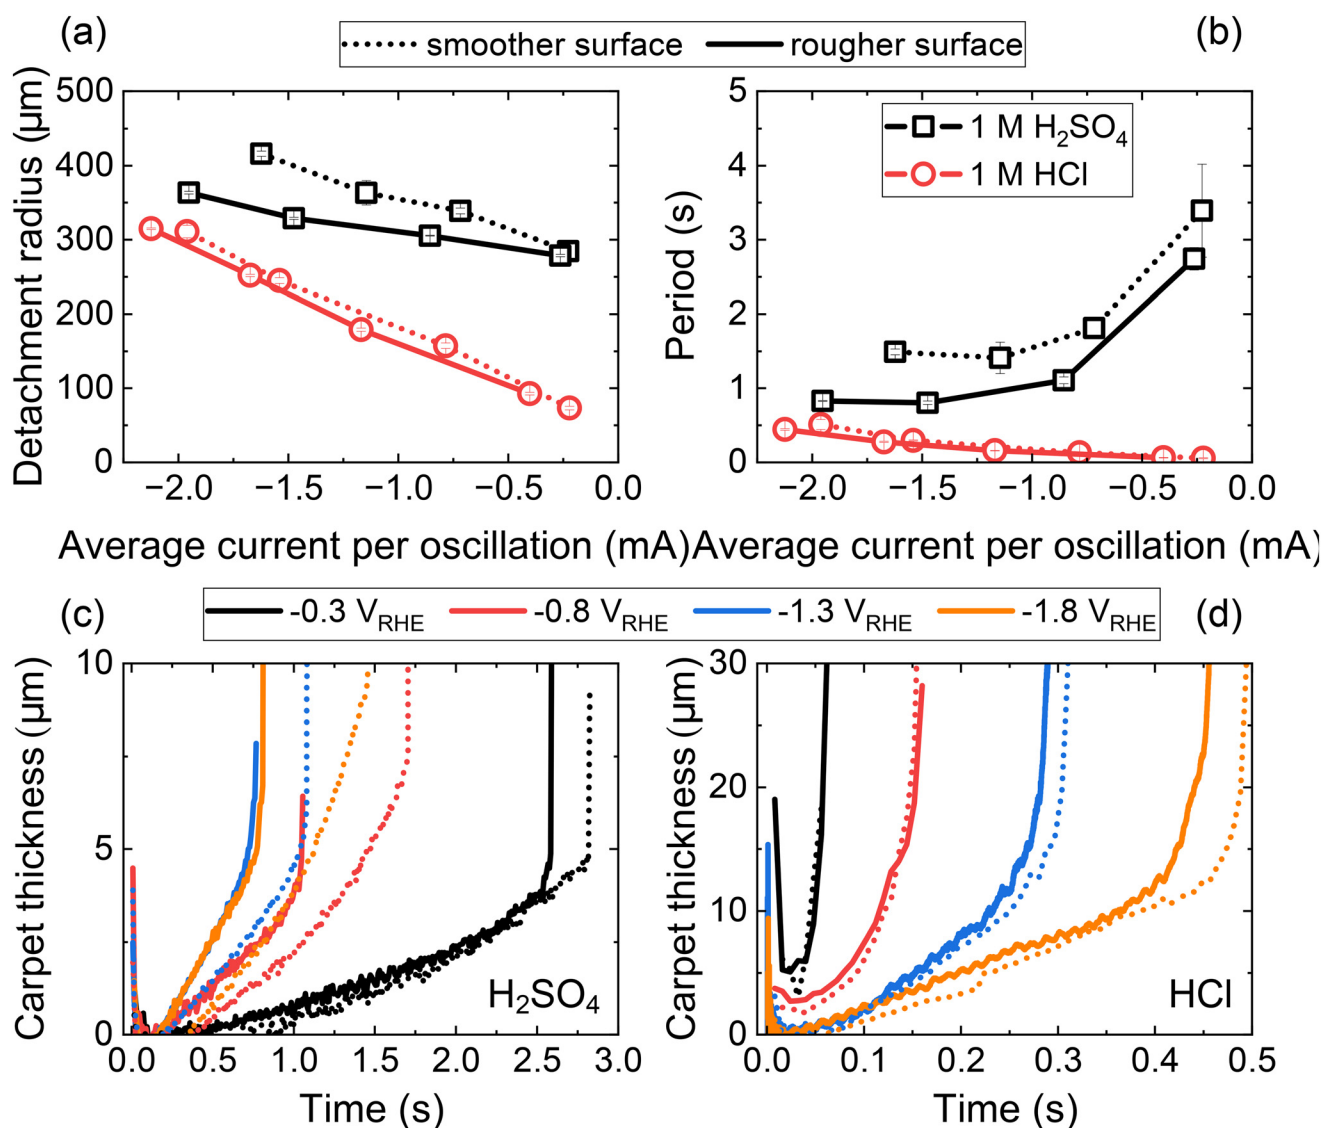 (a)
smoother surface
rougher surface
(b)
Detachment radius (μm)
500
400
300
200
100
0
−2.0
−1.5
−1.0
−0.5
0.0
Average current per oscillation (mA)
Period (s)
5
4
3
2
1
0
1 M H₂SO₄
1 M HCl
−2.0
−1.5
−1.0
−0.5
0.0
Average current per oscillation (mA)
(c)
-0.3 V_RHE
-0.8 V_RHE
-1.3 V_RHE
-1.8 V_RHE
(d)
Carpet thickness (μm)
10
5
0
H₂SO₄
0.0
0.5
1.0
1.5
2.0
2.5
3.0
Time (s)
Carpet thickness (μm)
30
20
10
0
HCl
0.0
0.1
0.2
0.3
0.4
0.5
Time (s)